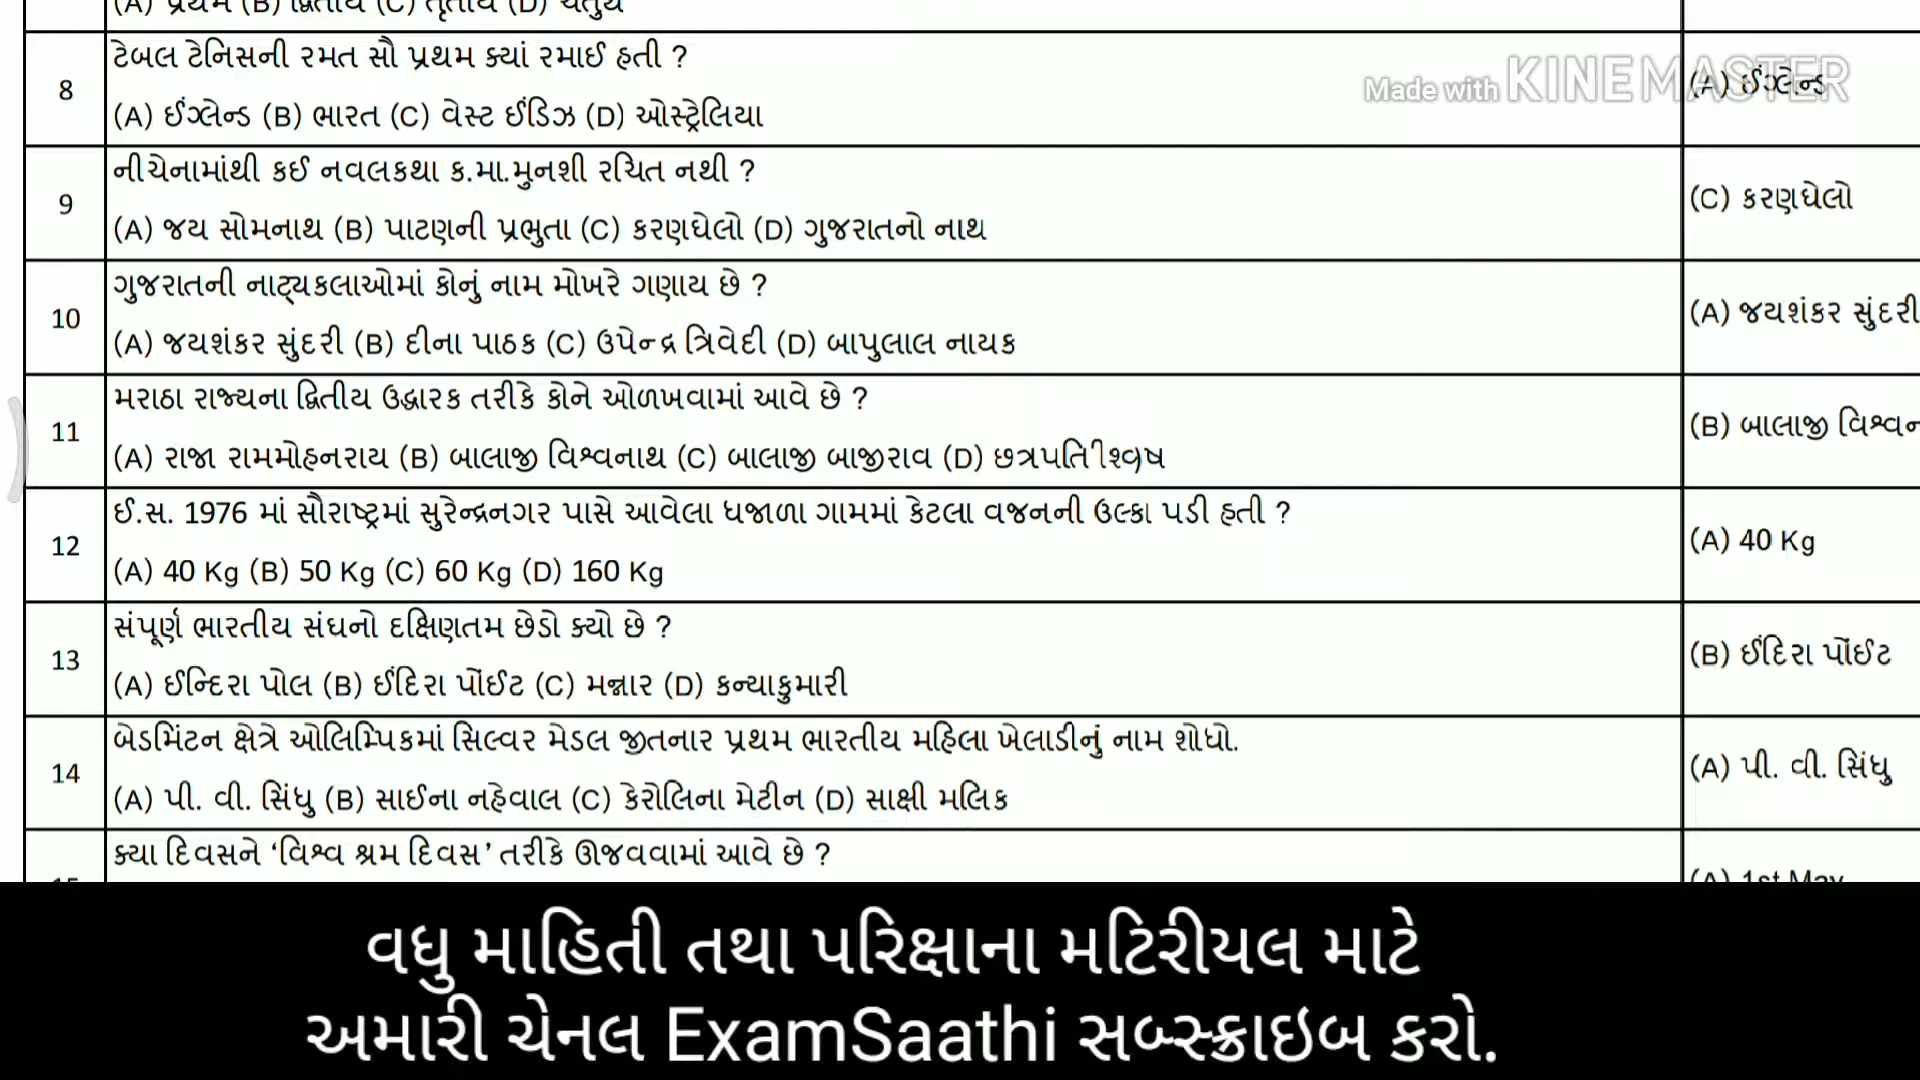 (A) પ્રથમ (B) દ્વિતીય (C) તૃતીય (D) ચતુર્થ
8
ટેબલ ટેનિસની રમત સૌ પ્રથમ ક્યાં રમાઈ હતી ?
(A) ઈંગ્લેન્ડ (B) ભારત (C) વેસ્ટ ઈંડિઝ (D) ઓસ્ટ્રેલિયા
(A) ઈંગ્લેન્ડ
Made with KINEMASTER
9
નીચેનામાંથી કઈ નવલકથા ક.મા.મુનશી રચિત નથી ?
(A) જય સોમનાથ (B) પાટણની પ્રભુતા (C) કરણઘેલો (D) ગુજરાતનો નાથ
(C) કરણઘેલો
10
ગુજરાતની નાટ્યકલાઓમાં કોનું નામ મોખરે ગણાય છે ?
(A) જયશંકર સુંદરી (B) દીના પાઠક (C) ઉપેન્દ્ર ત્રિવેદી (D) બાપુલાલ નાયક
(A) જયશંકર સુંદરી
11
મરાઠા રાજ્યના દ્વિતીય ઉદ્ધારક તરીકે કોને ઓળખવામાં આવે છે ?
(A) રાજા રામમોહનરાય (B) બાલાજી વિશ્વનાથ (C) બાલાજી બાજીરાવ (D)
(B) બાલાજી
12
ઈ.સ. 1976 માં સૌરાષ્ટ્રમાં સુરેન્દ્રનગર પાસે આવેલા ધજાળા ગામમાં કેટલા વજનની ઉલ્કા પડી હતી ?
(A) 40 Kg (B) 50 Kg (C) 60 Kg (D) 160 Kg
(A) 40 Kg
13
સંપૂર્ણ ભારતીય સંઘનો દક્ષિણતમ છેડો ક્યો છે ?
(A) ઈન્દિરા પોલ (B) ઈંદિરા પોંઈટ (C) મન્નાર (D) કન્યાકુમારી
(B) ઈંદિરા પોંઈટ
14
બેડમિંટન ક્ષેત્રે ઓલિમ્પિકમાં સિલ્વર મેડલ જીતનાર પ્રથમ ભારતીય મહિલા ખેલાડીનું નામ શોધો.
(A) પી. વી. સિંધુ (B) સાઈના નહેવાલ (C) કેરોલિના મેટીન (D) સાક્ષી મલિક
(A) પી. વી. સિંધુ
ક્યા દિવસને ‘વિશ્વ શ્રમ દિવસ’ તરીકે ઊજવવામાં આવે છે ?
(A) 1st May
વધુ માહિતી તથા પરિક્ષાના મટિરીયલ માટે
અમારી ચેનલ ExamSaathi સબ્સ્ક્રાઇબ કરો.